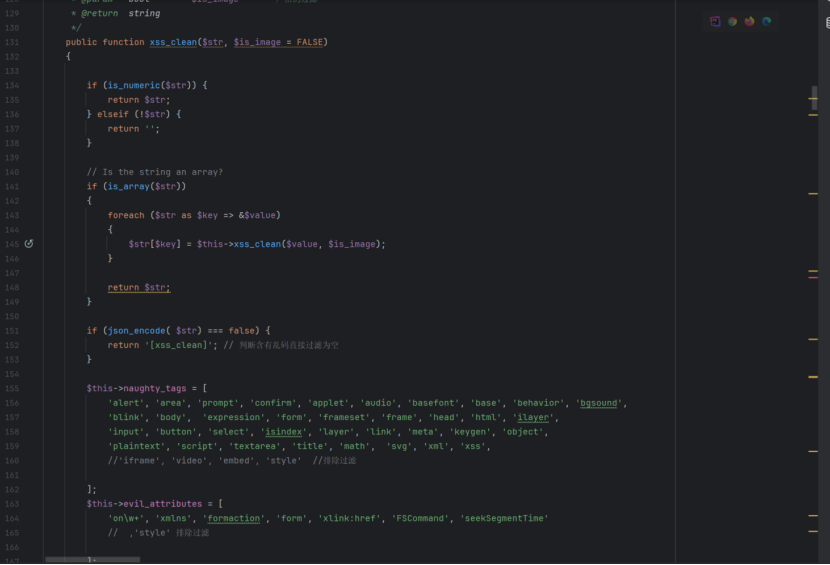 129 * @return  string
130 */
131 public function xss_clean($str, $is_image = FALSE)
132 {
133
134 if (is_numeric($str)) {
135 return $str;
136 } elseif (!$str) {
137 return '';
138 }
139
140 // Is the string an array?
141 if (is_array($str))
142 {
143 foreach ($str as $key => &$value)
144 {
145 $str[$key] = $this->xss_clean($value, $is_image);
146 }
147
148 return $str;
149 }
150
151 if (json_encode( $str) === false) {
152 return '[xss_clean]'; // 判断含有乱码直接过滤为空
153 }
154
155 $this->naughty_tags = [
156 'alert', 'area', 'prompt', 'confirm', 'applet', 'audio', 'basefont', 'base', 'behavior', 'bgsound',
157 'blink', 'body',  'expression', 'form', 'frameset', 'frame', 'head', 'html', 'ilayer',
158 'input', 'button', 'select', 'isindex', 'layer', 'link', 'meta', 'keygen', 'object',
159 'plaintext', 'script', 'textarea', 'title', 'math',  'svg', 'xml', 'xss',
160 //'iframe', 'video', 'embed', 'style'  //排除过滤
161
162 ];
163 $this->evil_attributes = [
164 'on\w+', 'xmlns', 'formaction', 'form', 'xlink:href', 'FSCommand', 'seekSegmentTime'
165 //  ,'style' 排除过滤
166
167 ];